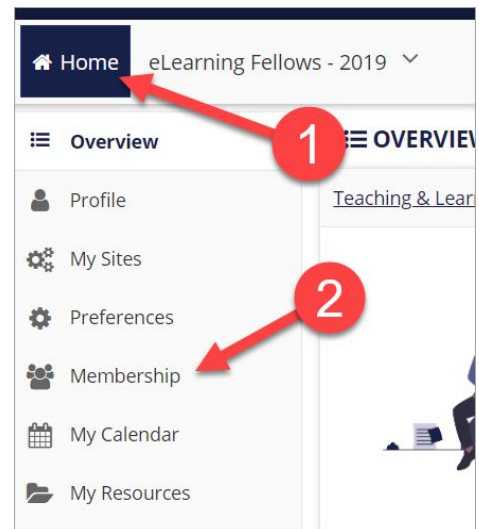 Home eLearning Fellows - 2019
1
Overview
OVERVIEW
Profile
Teaching & Lear
My Sites
Preferences
2
Membership
My Calendar
My Resources